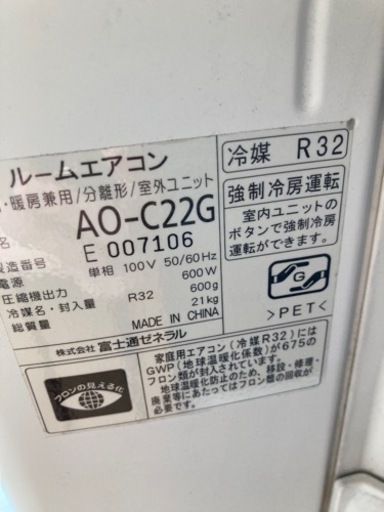 ルームエアコン
・暖房兼用/分離形/室外ユニット
名 AO-C22G
製造番号 E 007106
電源 単相 100V 50/60Hz
圧縮機出力 600W
冷媒名・封入量 R32 600g
総質量 21kg
MADE IN CHINA
株式会社 富士通ゼネラル
冷媒 R32
強制冷房運転
室内ユニットの
ボタンで強制冷房
運転ができます。
G
>PET<
フロンの見える化
家庭用エアコン(冷媒R32)には
GWP(地球温暖化係数)が675の
フロン類が封入されています。
地球温暖化防止のため、移設・修理・
廃棄等にあたってはフロン類の回収が
必要です。